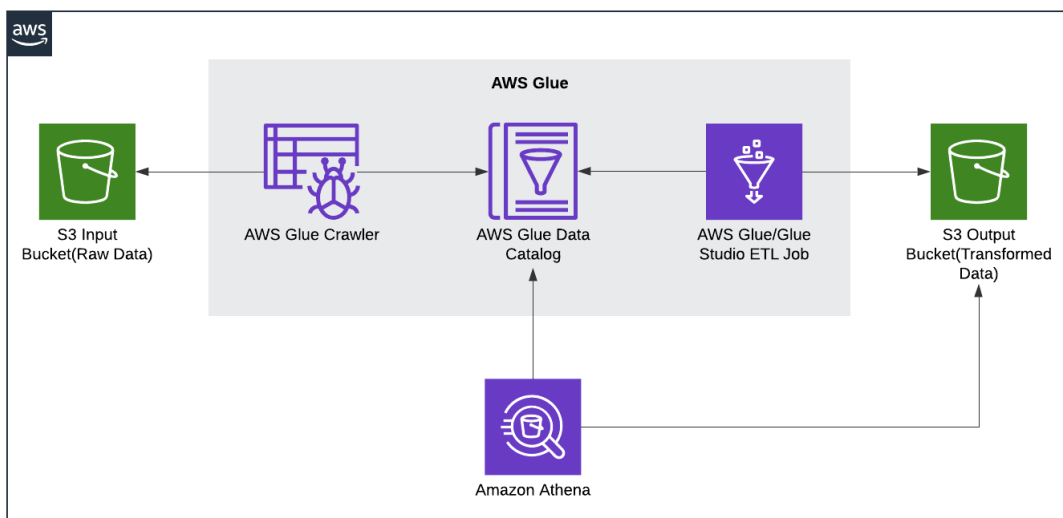 aws
AWS Glue
S3 Input
Bucket(Raw Data)
AWS Glue Crawler
AWS Glue Data
Catalog
AWS Glue/Glue
Studio ETL Job
S3 Output
Bucket(Transformed
Data)
Amazon Athena